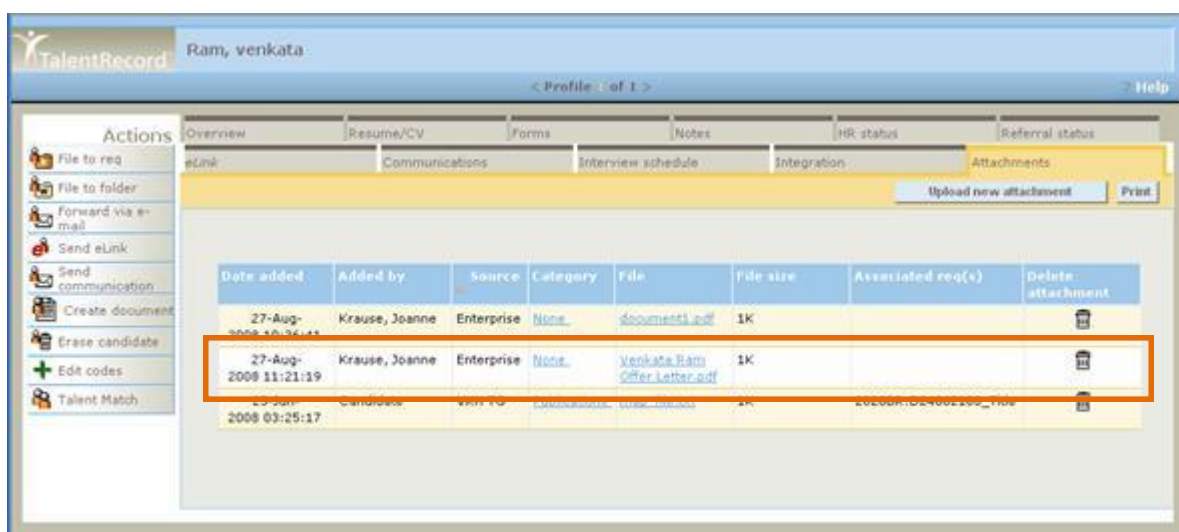 TalentRecord
Ram, venkata
< Profile 1 of 1 >
? Help
Actions
File to req
File to folder
Forward via e-
mail
Send eLink
Send
communication
Create document
Erase candidate
Edit codes
Talent Match
Overview Resume/CV Forms Notes HR status Referral status
eLink Communications Interview schedule Integration Attachments
Upload new attachment Print
Date added Added by Source Category File File size Associated req(s) Delete
attachment
27-Aug- Krause, Joanne Enterprise None document1.pdf 1K
27-Aug- Krause, Joanne Enterprise None Venkata Ram 1K
2008 11:21:19 Offer Letter.pdf
Candidate
2008 03:25:17